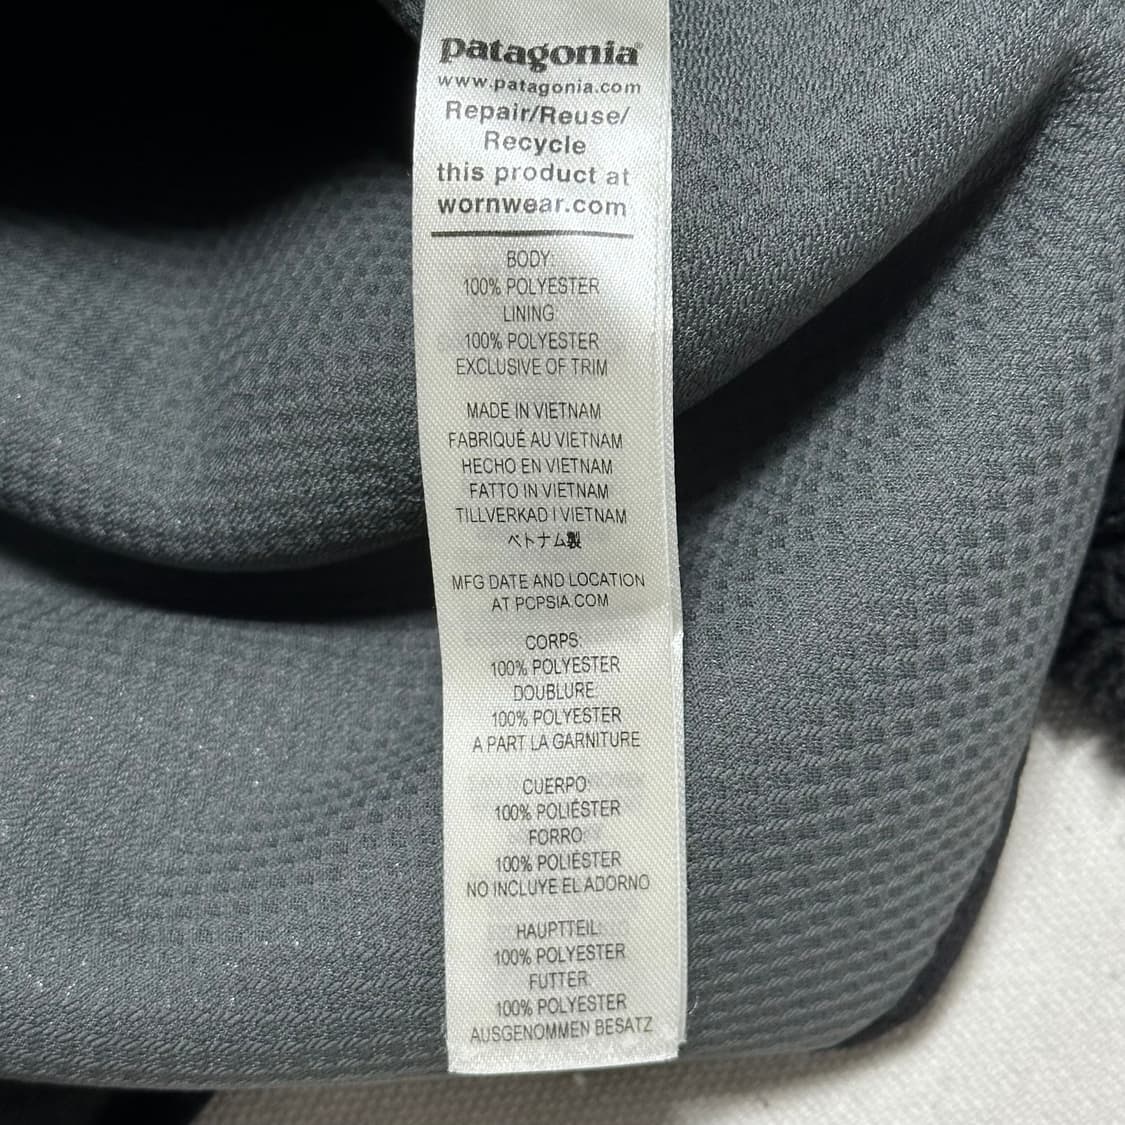 patagonia
www.patagonia.com
Repair/Reuse/
Recycle
this product at
wornwear.com
BODY:
100% POLYESTER
LINING:
100% POLYESTER
EXCLUSIVE OF TRIM
MADE IN VIETNAM
FABRIQUÉ AU VIETNAM
HECHO EN VIETNAM
FATTO IN VIETNAM
TILLVERKAD I VIETNAM
ベトナム製
MFG DATE AND LOCATION
AT PCPSIA.COM
CORPS:
100% POLYESTER
DOUBLURE:
100% POLYESTER
A PART LA GARNITURE
CUERPO:
100% POLIÉSTER
FORRO:
100% POLIÉSTER
NO INCLUYE EL ADORNO
HAUPTTEIL:
100% POLYESTER
FUTTER:
100% POLYESTER
AUSGENOMMEN BESATZ